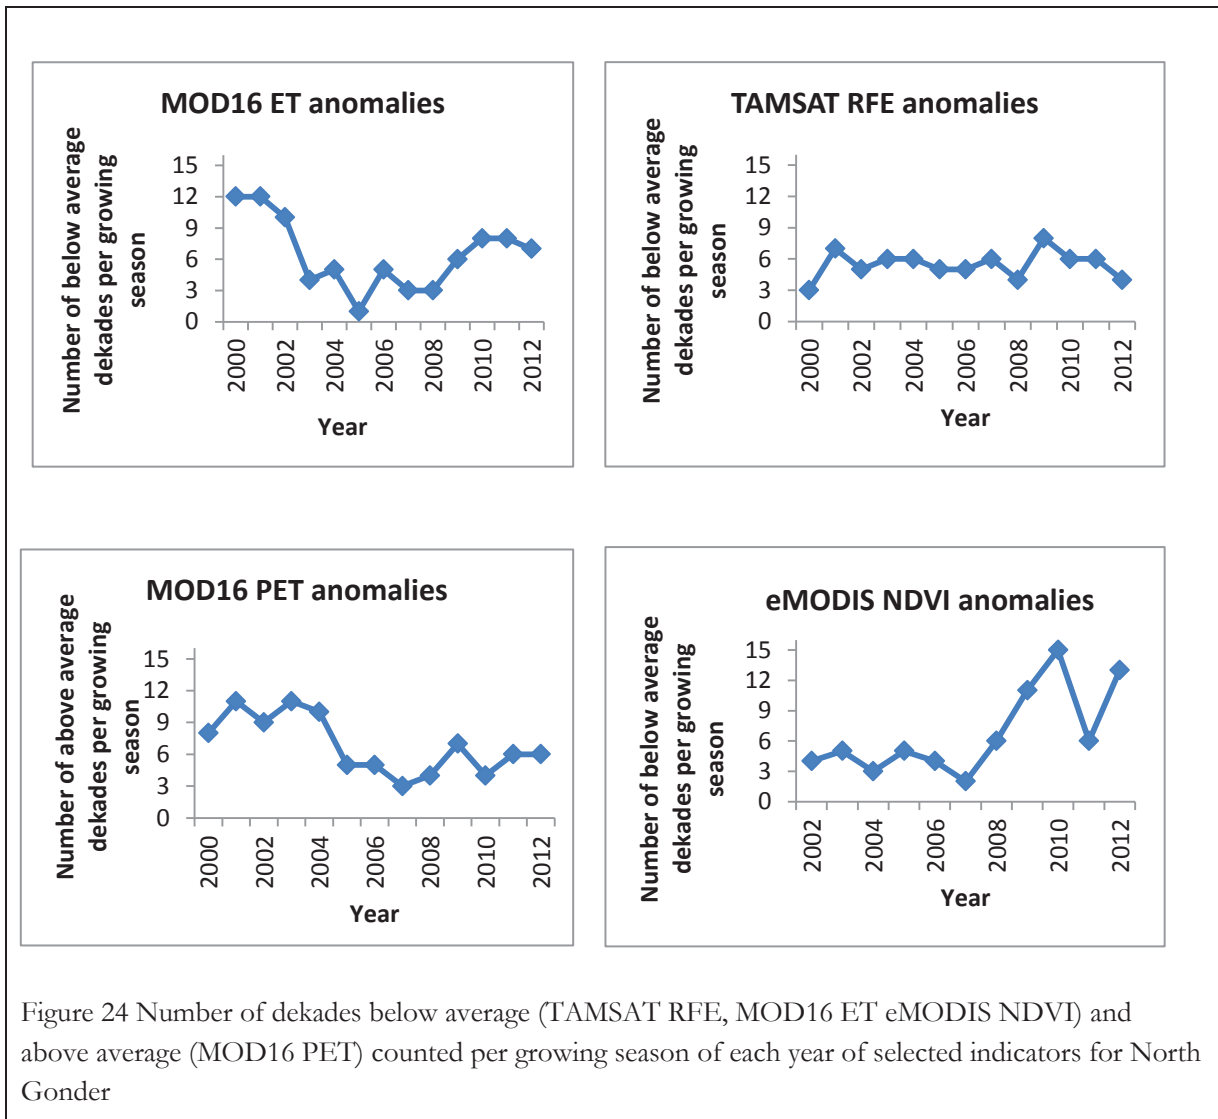 MOD16 ET anomalies
Number of below average
dekades per growing
season
15
12
9
6
3
0
2000
2002
2004
2006
2008
2010
2012
Year
TAMSAT RFE anomalies
Number of below average
dekades per growing
season
15
12
9
6
3
0
2000
2002
2004
2006
2008
2010
2012
Year
MOD16 PET anomalies
Number of above average
dekades per growing
season
15
12
9
6
3
0
2000
2002
2004
2006
2008
2010
2012
Year
eMODIS NDVI anomalies
Number of below average
dekades per growing
season
15
12
9
6
3
0
2002
2004
2006
2008
2010
2012
Year
Figure 24 Number of dekades below average (TAMSAT RFE, MOD16 ET eMODIS NDVI) and
above average (MOD16 PET) counted per growing season of each year of selected indicators for North
Gonder